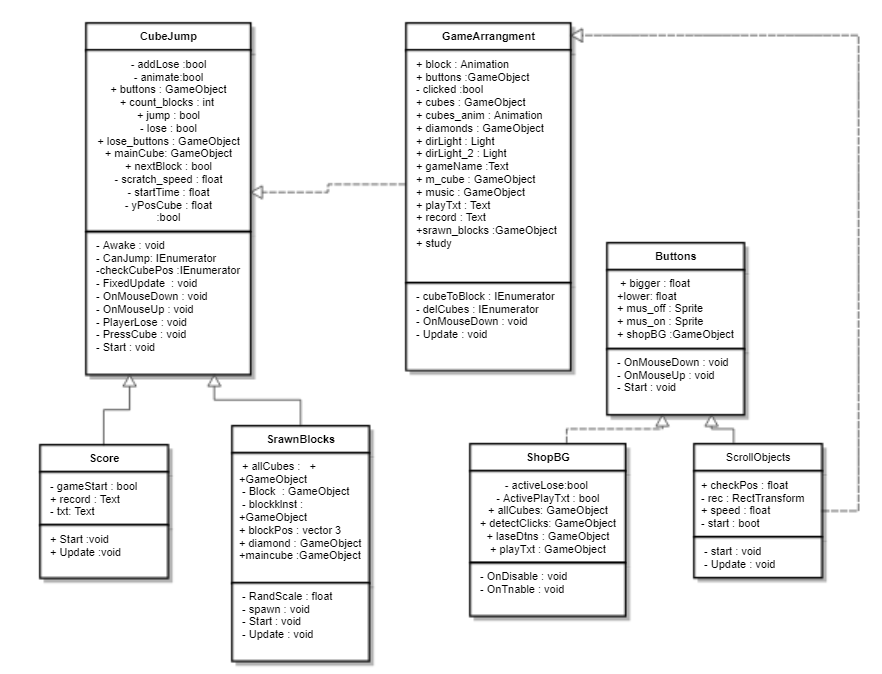 CubeJump
- addLose :bool
- animate:bool
+ buttons : GameObject
+ count_blocks : int
+ jump : bool
- lose : bool
+ lose_buttons : GameObject
+ mainCube: GameObject
+ nextBlock : bool
- scratch_speed : float
- startTime : float
- yPosCube : float
:bool
- Awake : void
- CanJump: IEnumerator
-checkCubePos :IEnumerator
- FixedUpdate : void
- OnMouseDown : void
- OnMouseUp : void
- PlayerLose : void
- PressCube : void
- Start : void
GameArrangment
+ block : Animation
+ buttons :GameObject
- clicked :bool
+ cubes : GameObject
+ cubes_anim : Animation
+ diamonds : GameObject
+ dirLight : Light
+ dirLight_2 : Light
+ gameName :Text
+ m_cube : GameObject
+ music : GameObject
+ playTxt : Text
+ record : Text
+srawn_blocks :GameObject
+ study
- cubeToBlock : IEnumerator
- delCubes : IEnumerator
- OnMouseDown : void
- Update : void
Buttons
+ bigger : float
+lower: float
+ mus_off : Sprite
+ mus_on : Sprite
+ shopBG :GameObject
- OnMouseDown : void
- OnMouseUp : void
- Start : void
Score
- gameStart : bool
+ record : Text
- txt: Text
+ Start :void
+ Update :void
SrawnBlocks
+ allCubes : +
+GameObject
- Block : GameObject
- blockkInst :
+GameObject
+ blockPos : vector 3
+ diamond : GameObject
+maincube :GameObject
- RandScale : float
- spawn : void
- Start : void
- Update : void
ShopBG
- activeLose:bool
- ActivePlayTxt : bool
+ allCubes: GameObject
+ detectClicks: GameObject
+ laseDtns : GameObject
+ playTxt : GameObject
- OnDisable : void
- OnTnable : void
ScrollObjects
+ checkPos : float
- rec : RectTransform
+ speed : float
- start : boot
- start : void
- Update : void